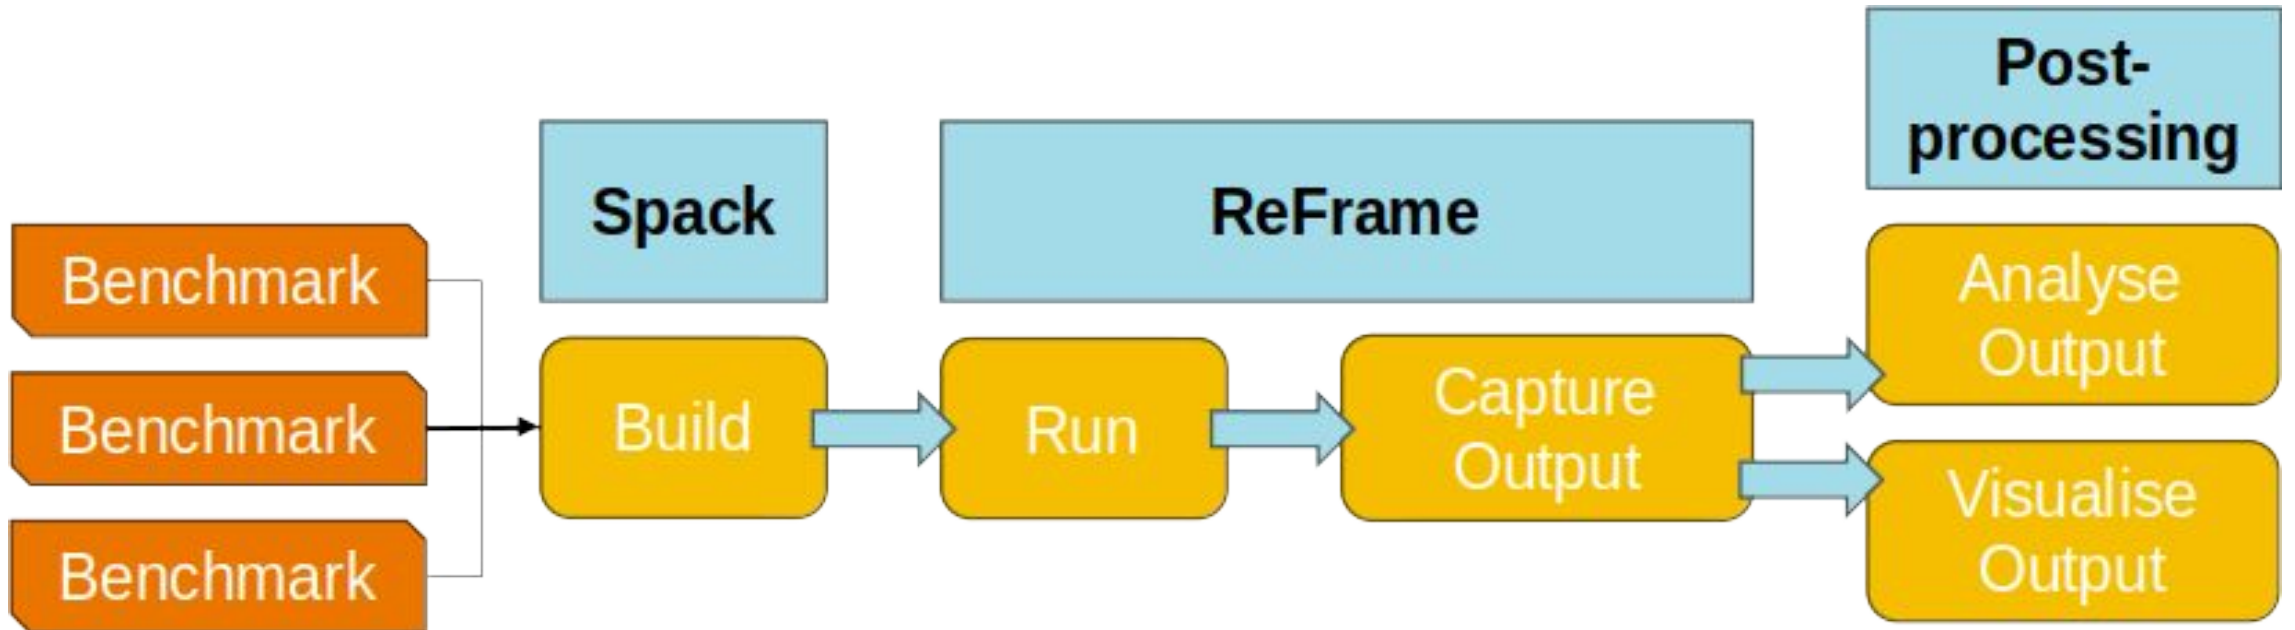 Benchmark
Benchmark
Benchmark
Spack
Build
ReFrame
Run
Capture
Output
Post-
processing
Analyse
Output
Visualise
Output